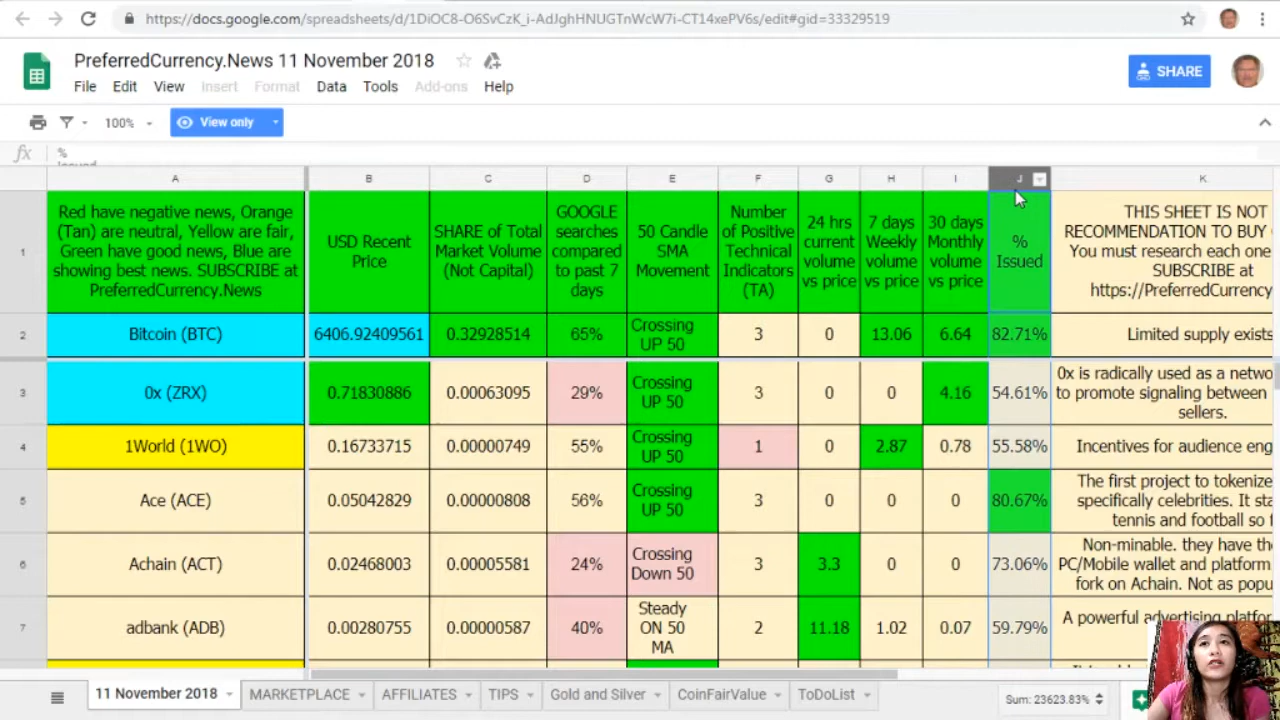 https://docs.google.com/spreadsheets/d/1DiOC8-O6SvCzK_i-AdJghHNUGTnWcW7i-CT14xePV6s/edit#gid=33329519
PreferredCurrency.News 11 November 2018
SHARE
File Edit View Insert Format Data Tools Add-ons Help
100% View only
fx %
Issued
A B C D E F G H I J K
1
Red have negative news, Orange
(Tan) are neutral, Yellow are fair,
Green have good news, Blue are
showing best news. SUBSCRIBE at
PreferredCurrency.News
USD Recent
Price
SHARE of Total
Market Volume
(Not Capital)
GOOGLE
searches
compared
to past 7
days
50 Candle
SMA
Movement
Number
of Positive
Technical
Indicators
(TA)
24 hrs
current
volume
vs price
7 days
Weekly
volume
vs price
30 days
Monthly
volume
vs price
%
Issued
THIS SHEET IS NOT
RECOMMENDATION TO BUY
You must research each one
SUBSCRIBE at
https://PreferredCurrency
2 Bitcoin (BTC) 6406.92409561 0.32928514 65% Crossing
UP 50 3 0 13.06 6.64 82.71% Limited supply exists
3 0x (ZRX) 0.71830886 0.00063095 29% Crossing
UP 50 3 0 0 4.16 54.61%
0x is radically used as a netwo
to promote signaling between
sellers.
4 1World (1WO) 0.16733715 0.00000749 55% Crossing
UP 50 1 0 2.87 0.78 55.58% Incentives for audience eng
5 Ace (ACE) 0.05042829 0.00000808 56% Crossing
UP 50 3 0 0 0 80.67%
The first project to tokenize
specifically celebrities. It sta
tennis and football so f
6 Achain (ACT) 0.02468003 0.00005581 24% Crossing
Down 50 3 3.3 0 0 73.06%
Non-minable. they have the
PC/Mobile wallet and platform
fork on Achain. Not as popu
7 adbank (ADB) 0.00280755 0.00000587 40% Steady
ON 50
MA 2 11.18 1.02 0.07 59.79%
A powerful advertising platfor
11 November 2018 MARKETPLACE AFFILIATES TIPS Gold and Silver CoinFairValue ToDoList Sum: 23623.83%